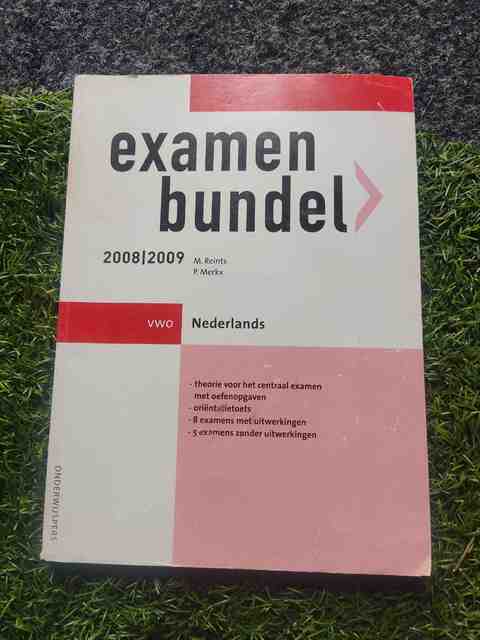 examen
bundel
2008|2009
M. Reints
P. Merkx
vwo
Nederlands
- theorie voor het centraal examen
met oefenopgaven
- oriëntatietoets
- 8 examens met uitwerkingen
- 5 examens zonder uitwerkingen
ONDERWIJSPERS